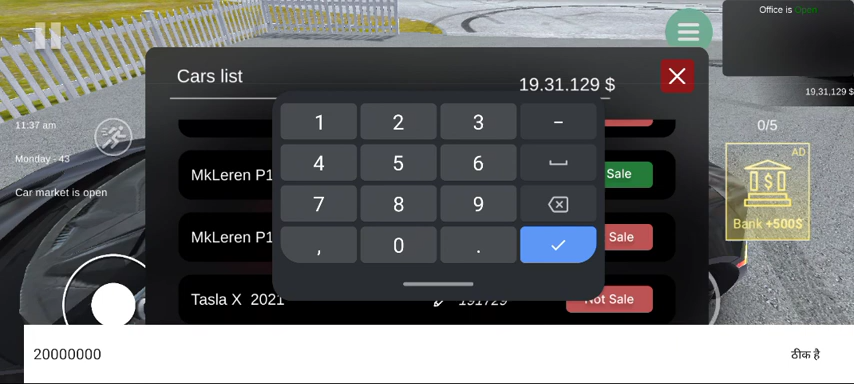 Office is Open
Cars list
19.31.129 $
19,31,129 $
11:37 am
0/5
AD
Monday - 43
Car market is open
MkLeren P1
Sale
Bank +500$
MkLeren P1
Sale
Tasla X 2021
191729
Not Sale
1 2 3 -
4 5 6
7 8 9
, 0 .
20000000
ठीक है